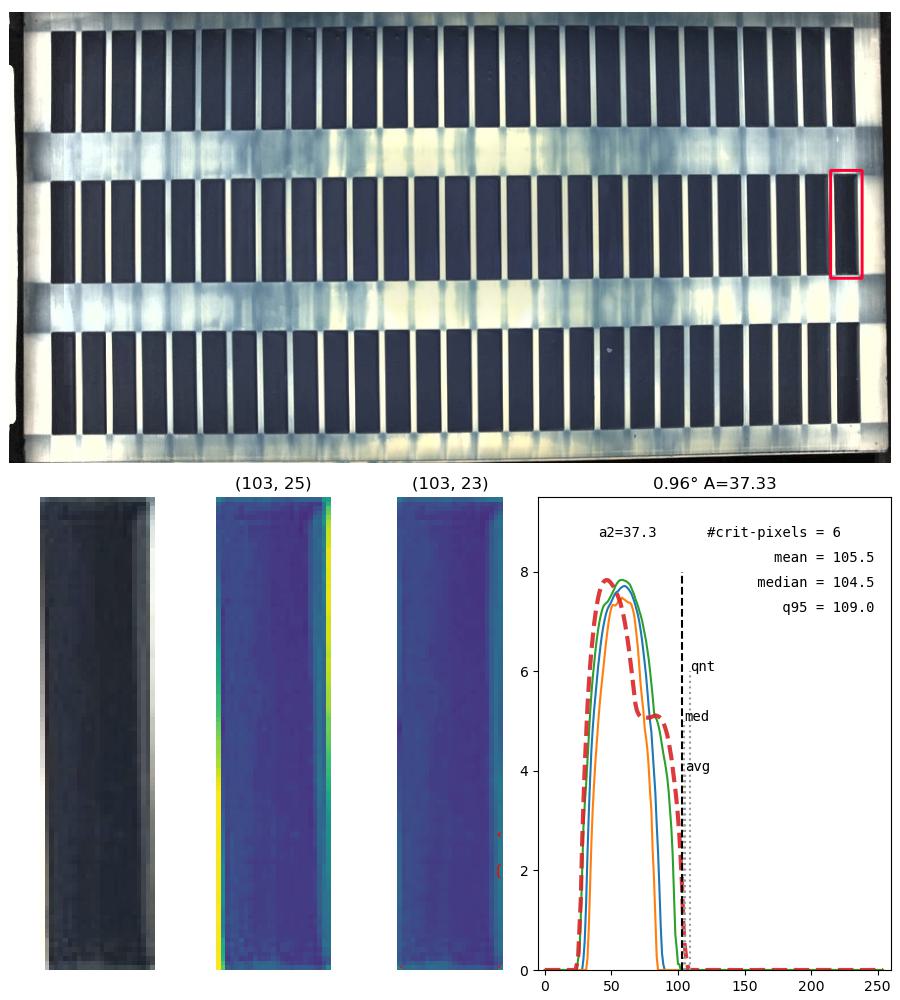 (103, 25)
(103, 23)
0.96° A=37.33
a2=37.3
#crit-pixels = 6
mean = 105.5
median = 104.5
q95 = 109.0
8
qnt
6
med
avg
4
2
0
0 50 100 150 200 250